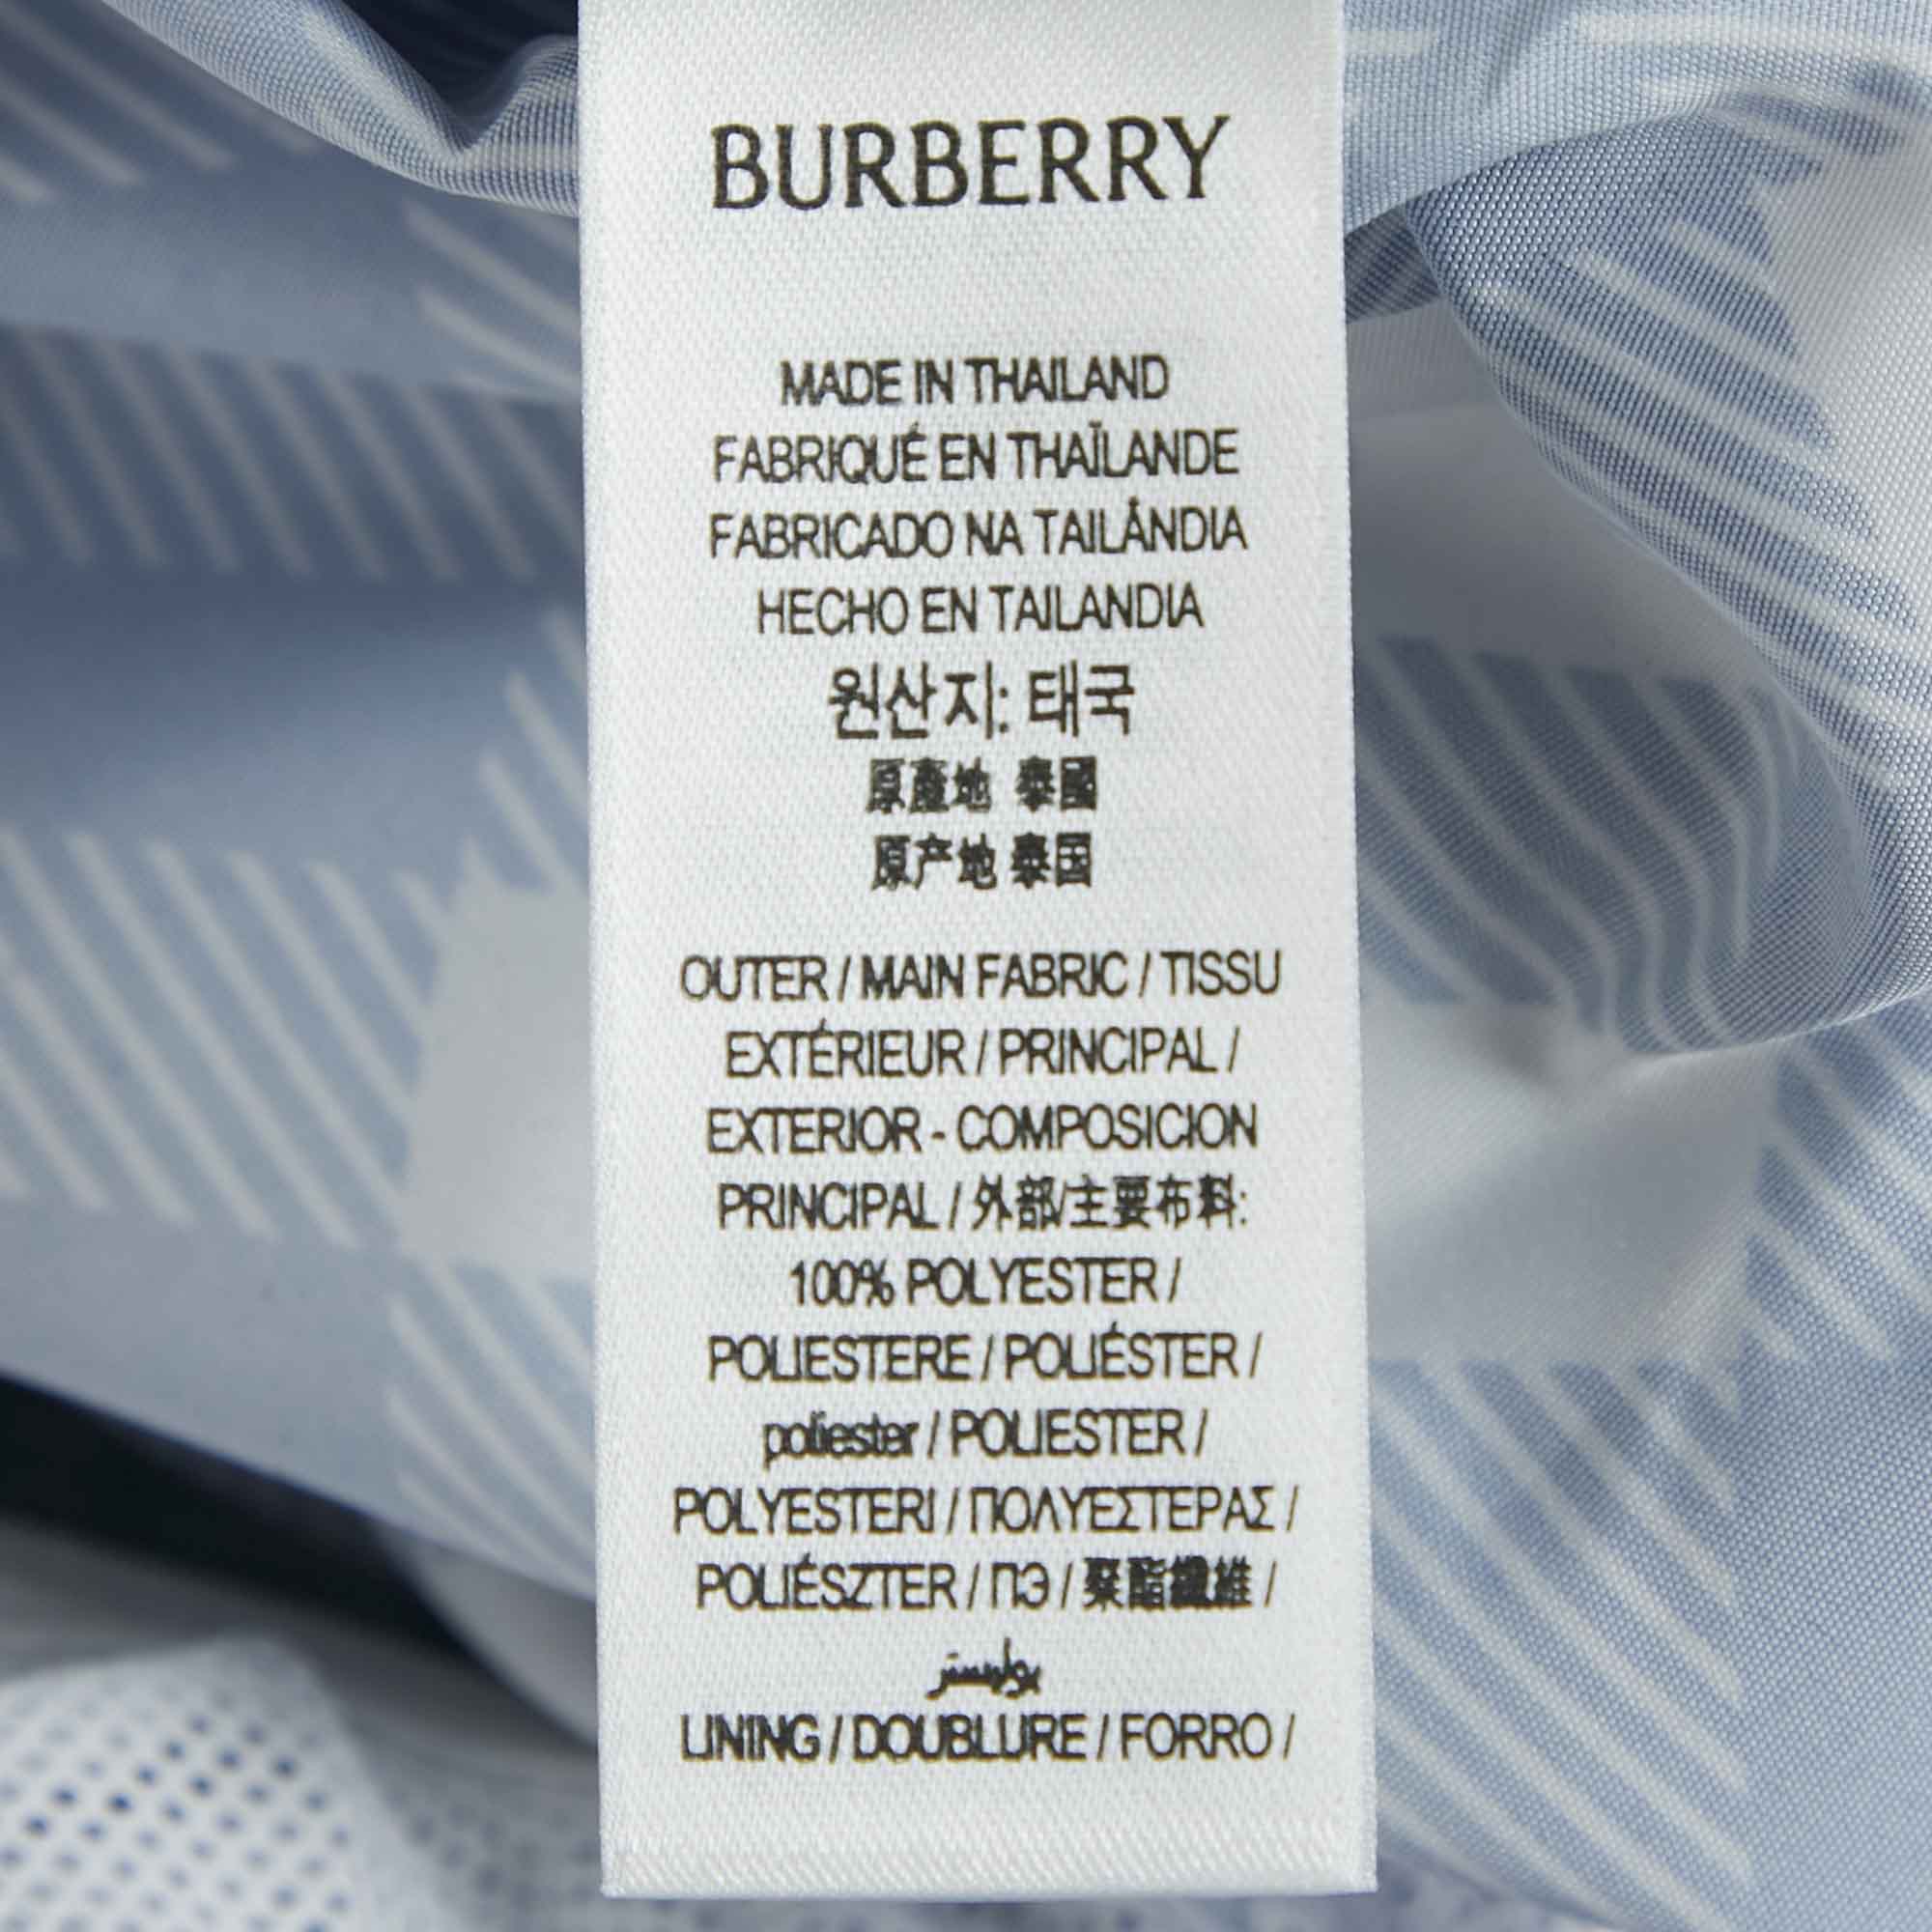 BURBERRY
MADE IN THAILAND
FABRIQUÉ EN THAÏLANDE
FABRICADO NA TAILÂNDIA
HECHO EN TAILANDIA
원산지: 태국
原產地 泰國
原产地 泰国
OUTER / MAIN FABRIC / TISSU
EXTÉRIEUR / PRINCIPAL /
EXTERIOR - COMPOSICION
PRINCIPAL / 外部/主要布料:
100% POLYESTER /
POLIESTERE / POLIÉSTER /
poliester / POLIESTER /
POLYESTERI / ΠΟΛΥΕΣΤΕΡΑΣ /
POLIÉSZTER / ПЭ / 聚酯纖維 /
بوليستر
LINING / DOUBLURE / FORRO /